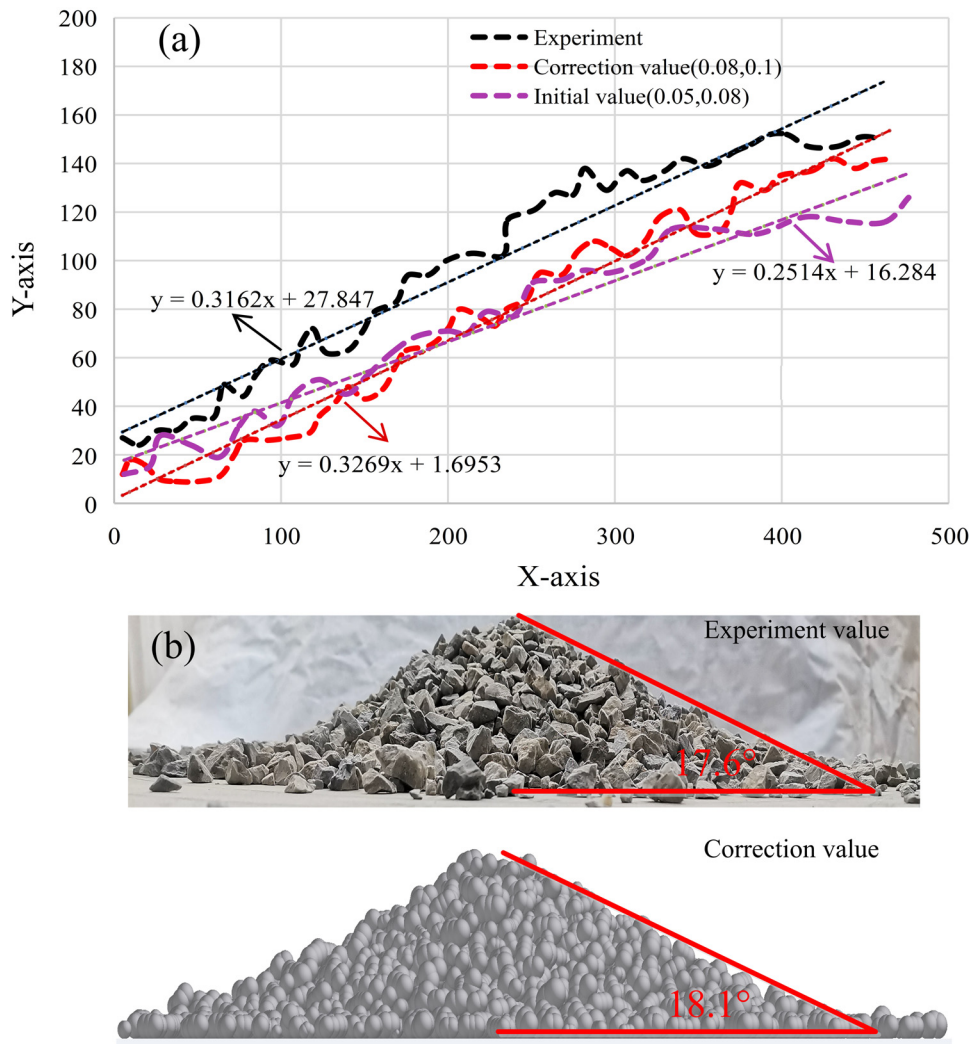 (a)
Experiment
Correction value(0.08,0.1)
Initial value(0.05,0.08)
200
180
160
140
120
100
80
60
40
20
0
Y-axis
y = 0.3162x + 27.847
y = 0.2514x + 16.284
y = 0.3269x + 1.6953
0 100 200 300 400 500
X-axis
(b)
Experiment value
17.6°
Correction value
18.1°